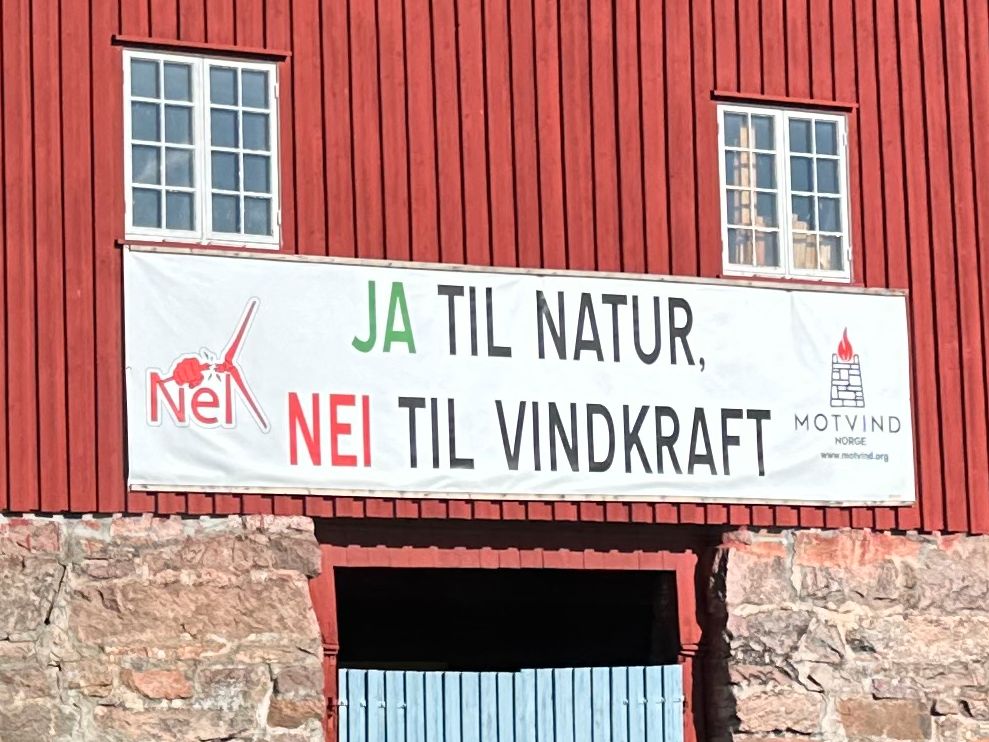 JA TIL NATUR,
NEI TIL VINDKRAFT
Nei
MOTVIND
NORGE
www.motvind.org